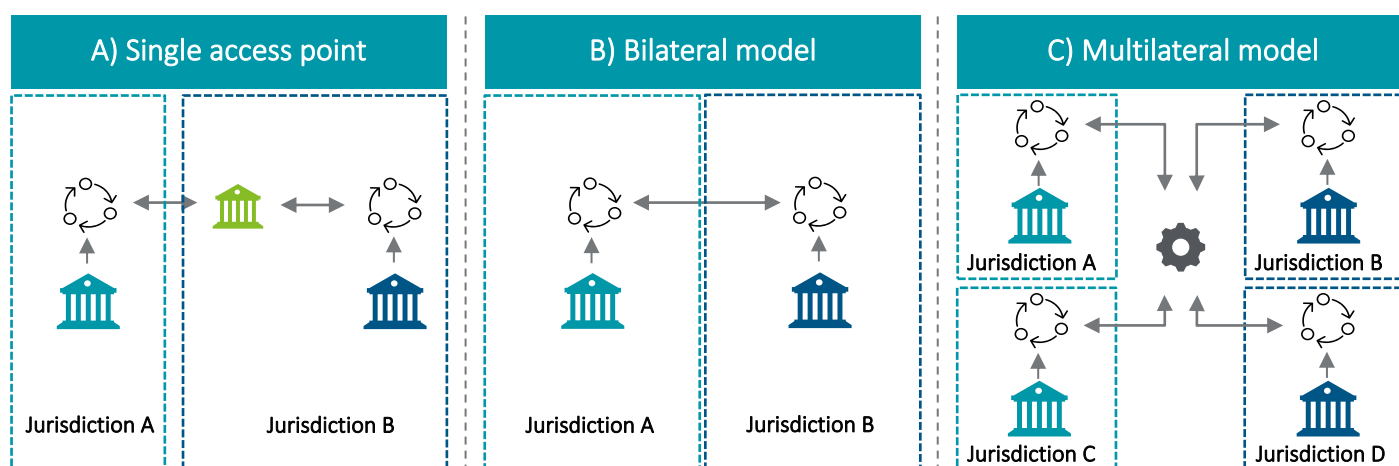 A) Single access point
B) Bilateral model
C) Multilateral model
Jurisdiction A
Jurisdiction B
Jurisdiction A
Jurisdiction B
Jurisdiction A
Jurisdiction B
Jurisdiction C
Jurisdiction D